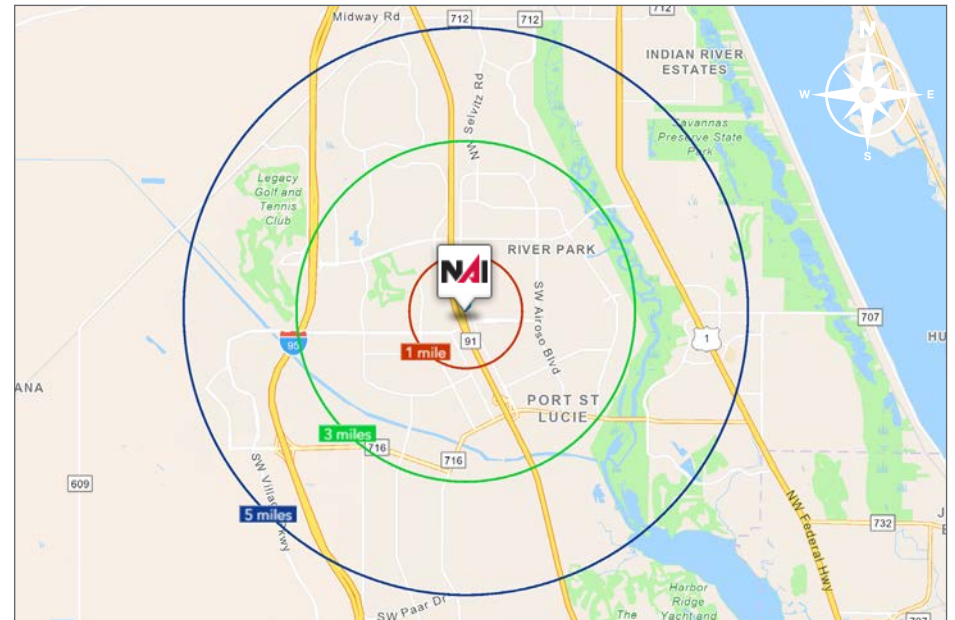 Midway Rd
712
712
712
INDIAN RIVER
ESTATES
N
W
E
S
NW Selvitz Rd
Savannas
Preserve State
Park
Legacy
Golf and
Tennis
Club
RIVER PARK
NAI
SW Airoso Blvd
707
1
HU
95
91
1 mile
ANA
PORT ST
LUCIE
3 miles
716
716
609
SW Villa
kwy
5 miles
NW Federal Hwy
732
J
Harbor
Ridge
Yacht and
The
SW Paar Dr
707